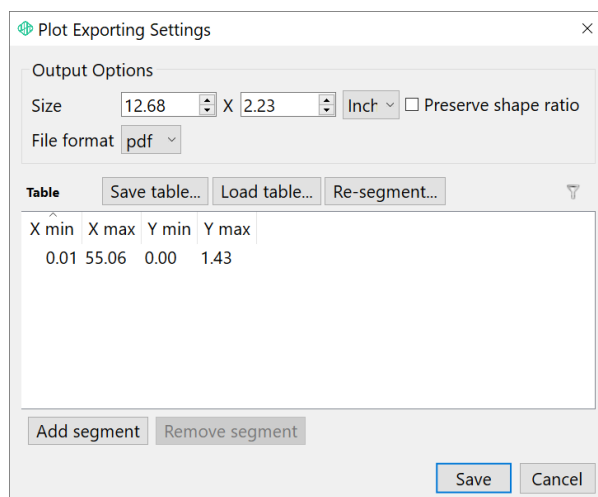 Plot Exporting Settings
Output Options
Size 12.68 X 2.23 Inch Preserve shape ratio
File format pdf
Table Save table... Load table... Re-segment...
X min X max Y min Y max
0.01 55.06 0.00 1.43
Add segment Remove segment
Save Cancel